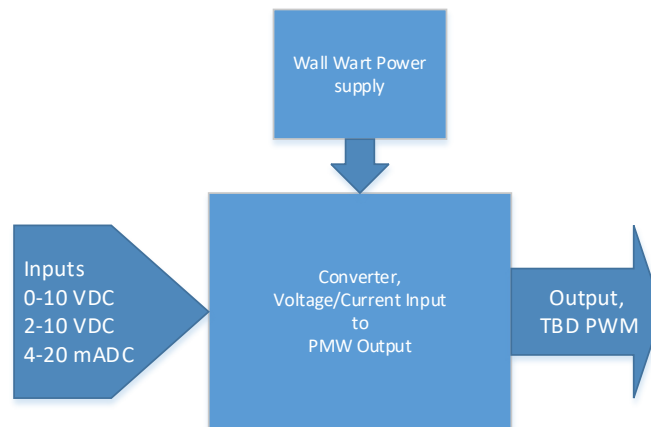 Wall Wart Power
supply
Inputs
0-10 VDC
2-10 VDC
4-20 mADC
Converter,
Voltage/Current Input
to
PMW Output
Output,
TBD PWM